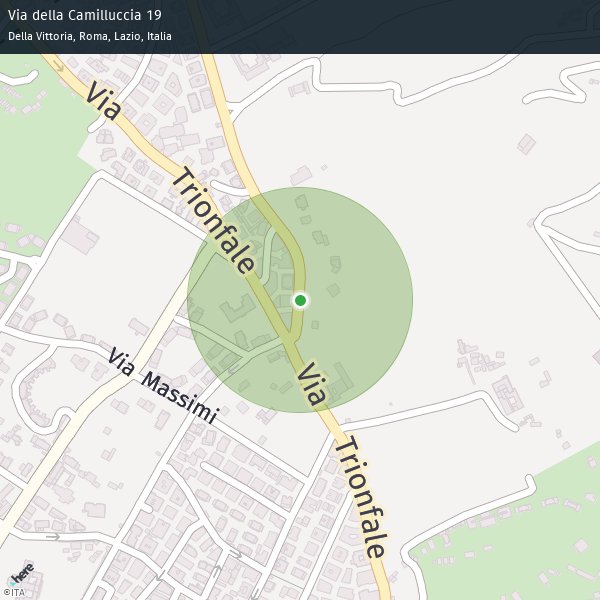 Via della Camilluccia 19
Della Vittoria, Roma, Lazio, Italia
Via
Trionfale
Via Massimi
Via
Trionfale
here
©ITA